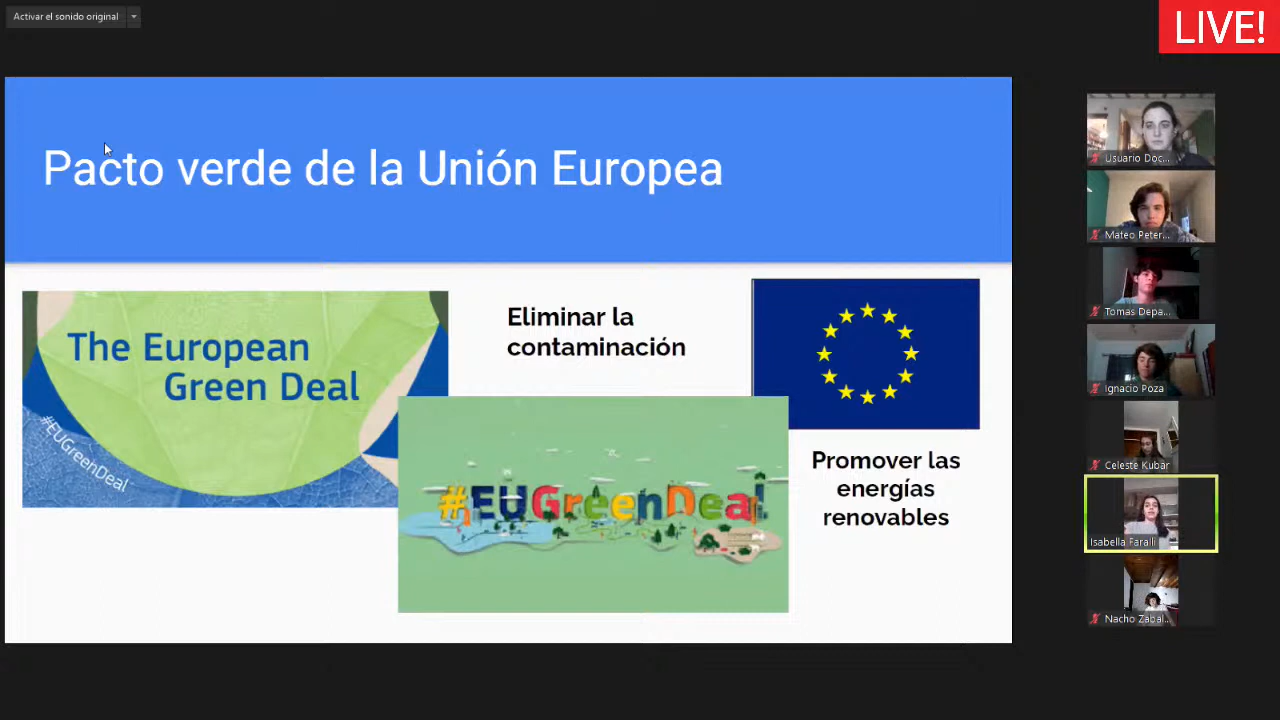 Activar el sonido original
LIVE!
Pacto verde de la Unión Europea
The European
Green Deal
#EUGreenDeal
Eliminar la
contaminación
#EUGreenDeal
Promover las
energías
renovables
Usuario Doc...
Mateo Peter...
Tomas Depa...
Ignacio Poza
Celeste Kubar
Isabella Faraili
Nacho Zabal...